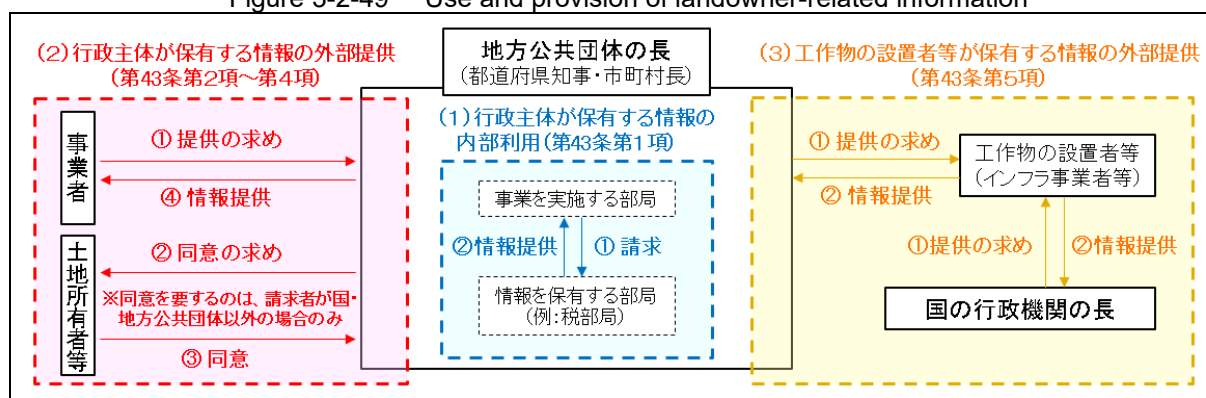 Figure 3-2-49 Use and provision of landowner-related information
(2)行政主体が保有する情報の外部提供
(第43条第2項~第4項)
事業者
①提供の求め
④情報提供
土地所有者等
②同意の求め
※同意を要するのは、請求者が国・
地方公共団体以外の場合のみ
③同意
地方公共団体の長
(都道府県知事・市町村長)
(1)行政主体が保有する情報の
内部利用(第43条第1項)
事業を実施する部局
②情報提供
①請求
情報を保有する部局
(例:税部局)
(3)工作物の設置者等が保有する情報の外部提供
(第43条第5項)
①提供の求め
②情報提供
工作物の設置者等
(インフラ事業者等)
①提供の求め
②情報提供
国の行政機関の長